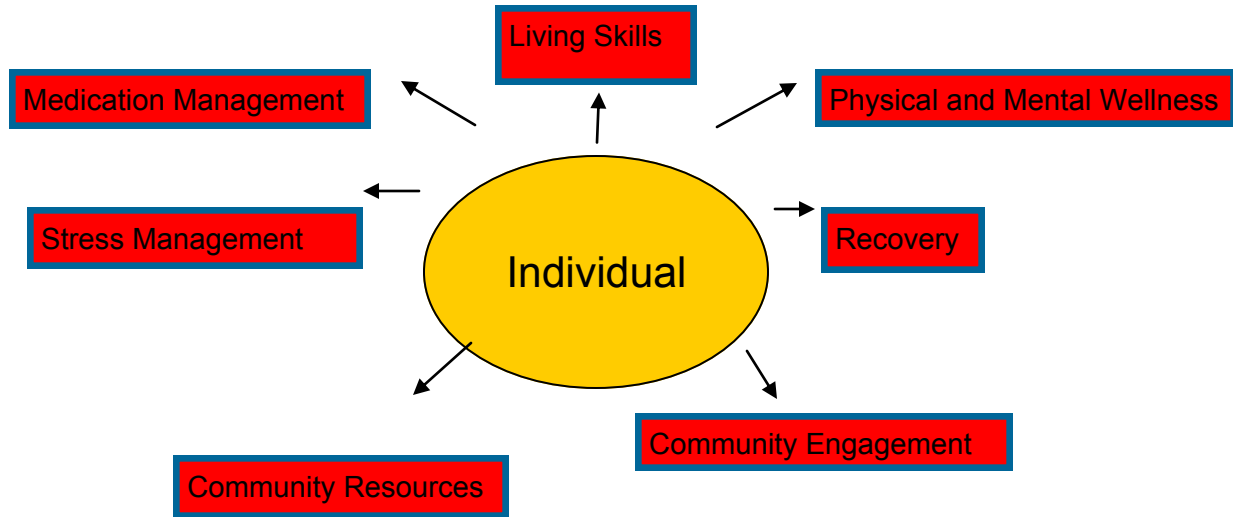 Living Skills
Medication Management
Physical and Mental Wellness
Stress Management
Recovery
Individual
Community Engagement
Community Resources